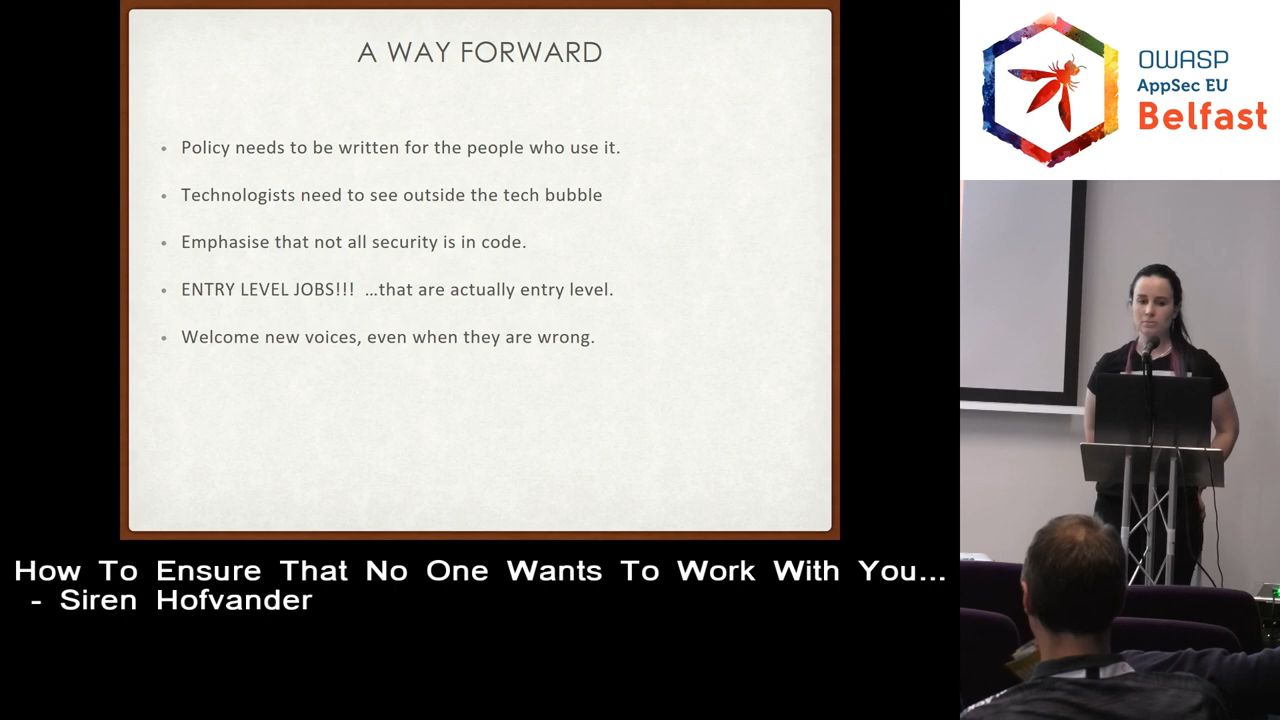 A WAY FORWARD
• Policy needs to be written for the people who use it.
• Technologists need to see outside the tech bubble
• Emphasise that not all security is in code.
• ENTRY LEVEL JOBS!!! …that are actually entry level.
• Welcome new voices, even when they are wrong.
OWASP
AppSec EU
Belfast
How To Ensure That No One Wants To Work With You...
- Siren Hofvander